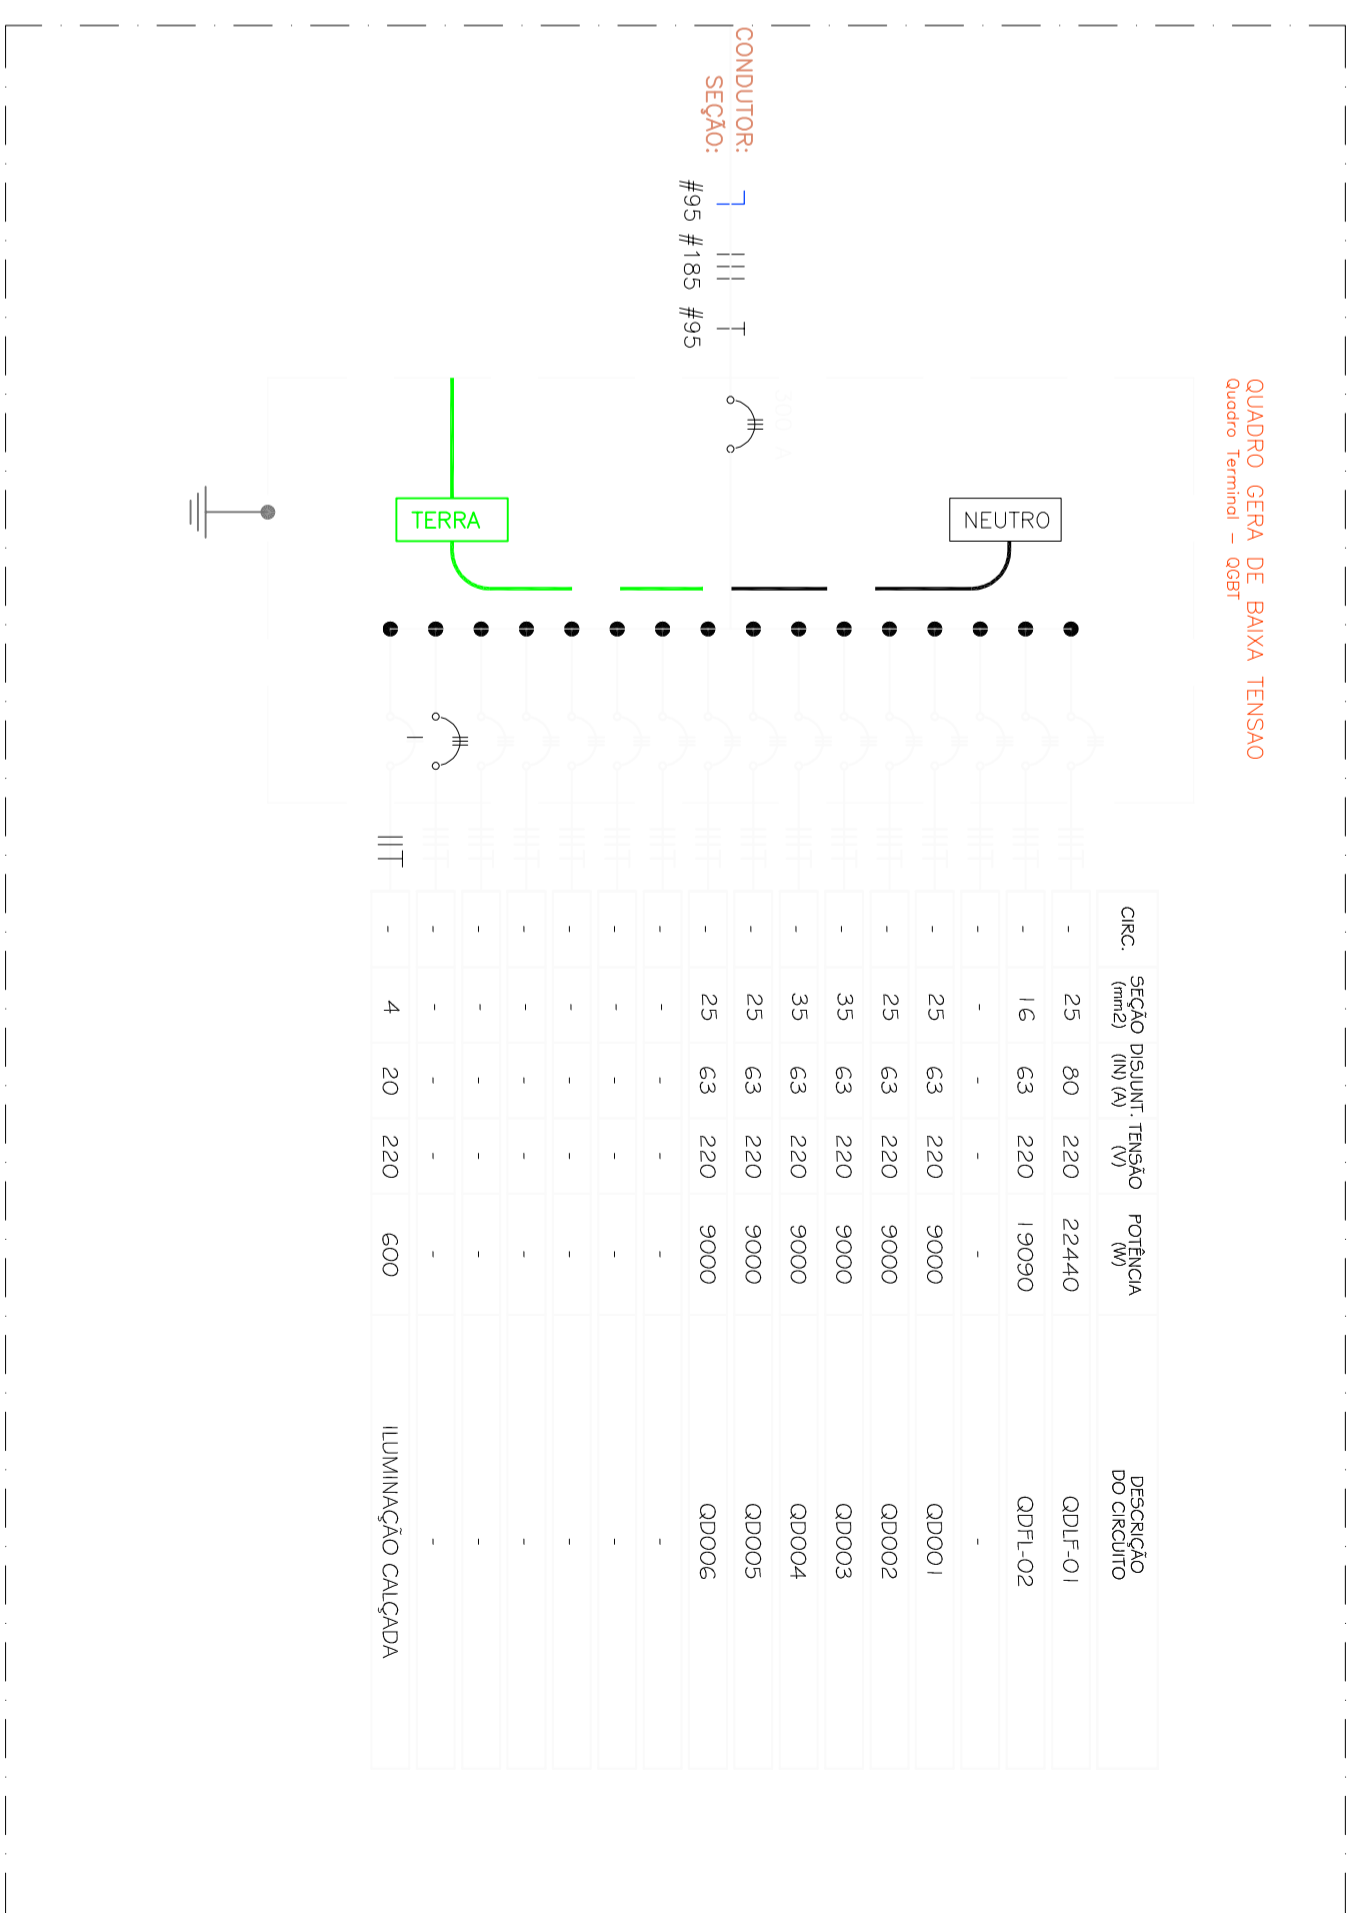 QUADRO GERA DE BAIXA TENSAO
Quadro Terminal - QGBT
CONDUTOR:
SEÇÃO:
#95 #185 #95
300 A
NEUTRO
TERRA
CIRC. SEÇÃO (mm2) DISJUNT. (IN) (A) TENSÃO (V) POTÊNCIA (W) DESCRIÇÃO DO CIRCUITO
- 25 80 220 22440 QDLF-01
- 16 63 220 19090 QDFL-02
- - - - - -
- 25 63 220 9000 QD001
- 25 63 220 9000 QD002
- 35 63 220 9000 QD003
- 35 63 220 9000 QD004
- 25 63 220 9000 QD005
- 25 63 220 9000 QD006
- - - - - -
- - - - - -
- - - - - -
- - - - - -
- - - - - -
- - - - - -
- 4 20 220 600 ILUMINAÇÃO CALÇADA